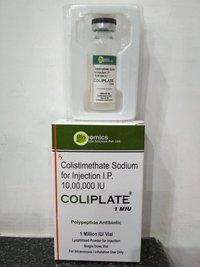 Biogenomics
Rx
Colistimethate Sodium
for Injection I.P.
10,00,000 IU
COLIPLATE®
1 MIU
Polypeptide Antibiotic
1 Million IU Vial
Lyophilised Powder for Injection
Single Dose Vial
For Intravenous / Inhalation Use Only